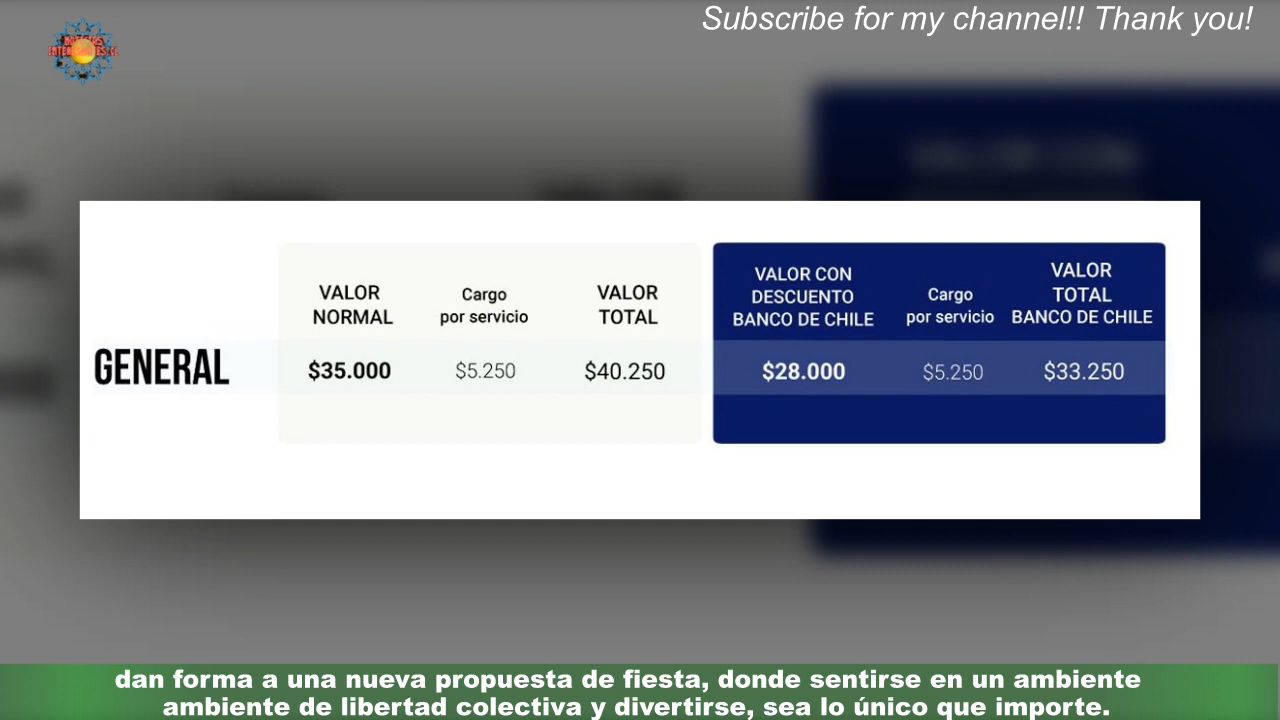 Subscribe for my channel!! Thank you!
NOTICIAS
INTERESANTES.CL
VALOR NORMAL
Cargo por servicio
VALOR TOTAL
VALOR CON DESCUENTO BANCO DE CHILE
Cargo por servicio
VALOR TOTAL BANCO DE CHILE
GENERAL $35.000 $5.250 $40.250 $28.000 $5.250 $33.250
dan forma a una nueva propuesta de fiesta, donde sentirse en un ambiente
ambiente de libertad colectiva y divertirse, sea lo único que importe.